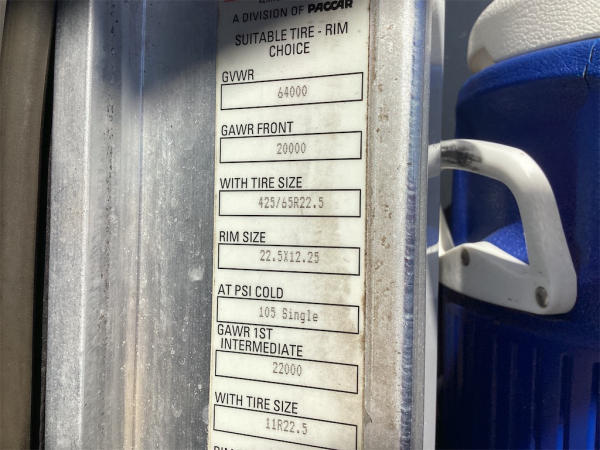 A DIVISION OF PACCAR
SUITABLE TIRE - RIM
CHOICE
GVWR
64000
GAWR FRONT
20000
WITH TIRE SIZE
425/65R22.5
RIM SIZE
22.5X12.25
AT PSI COLD
105 Single
GAWR 1ST
INTERMEDIATE
22000
WITH TIRE SIZE
11R22.5